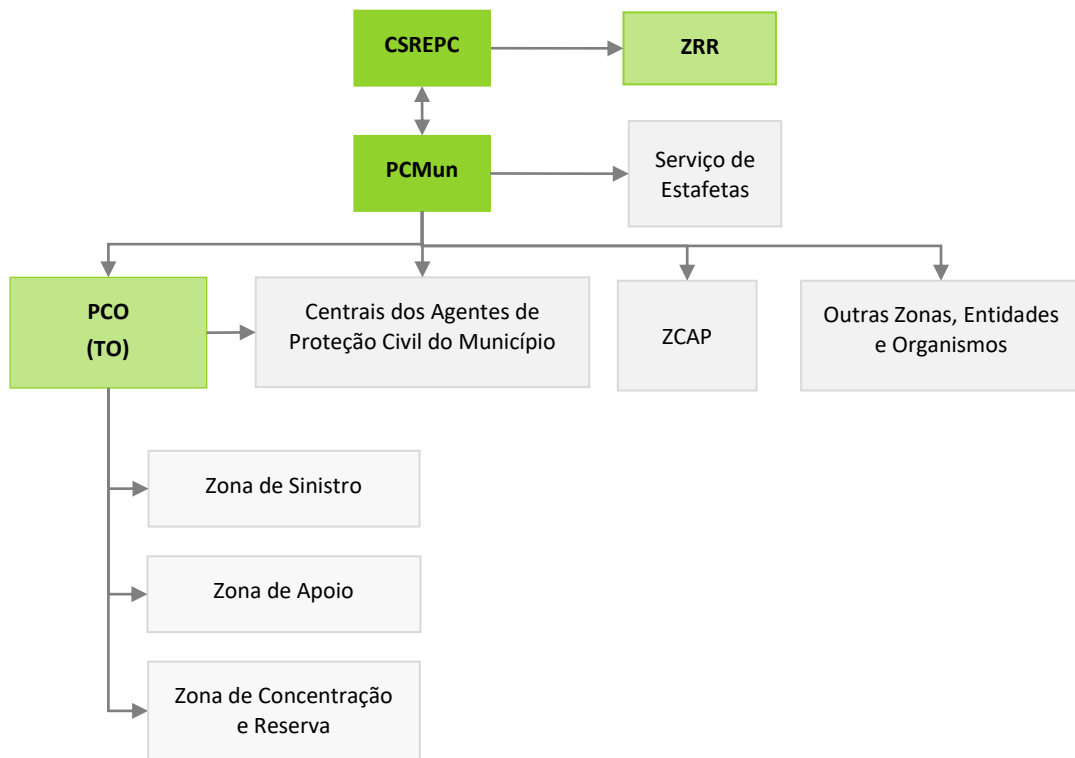 CSREPC
ZRR
PCMun
Serviço de
Estafetas
PCO
(TO)
Centrais dos Agentes de
Proteção Civil do Município
ZCAP
Outras Zonas, Entidades
e Organismos
Zona de Sinistro
Zona de Apoio
Zona de Concentração
e Reserva